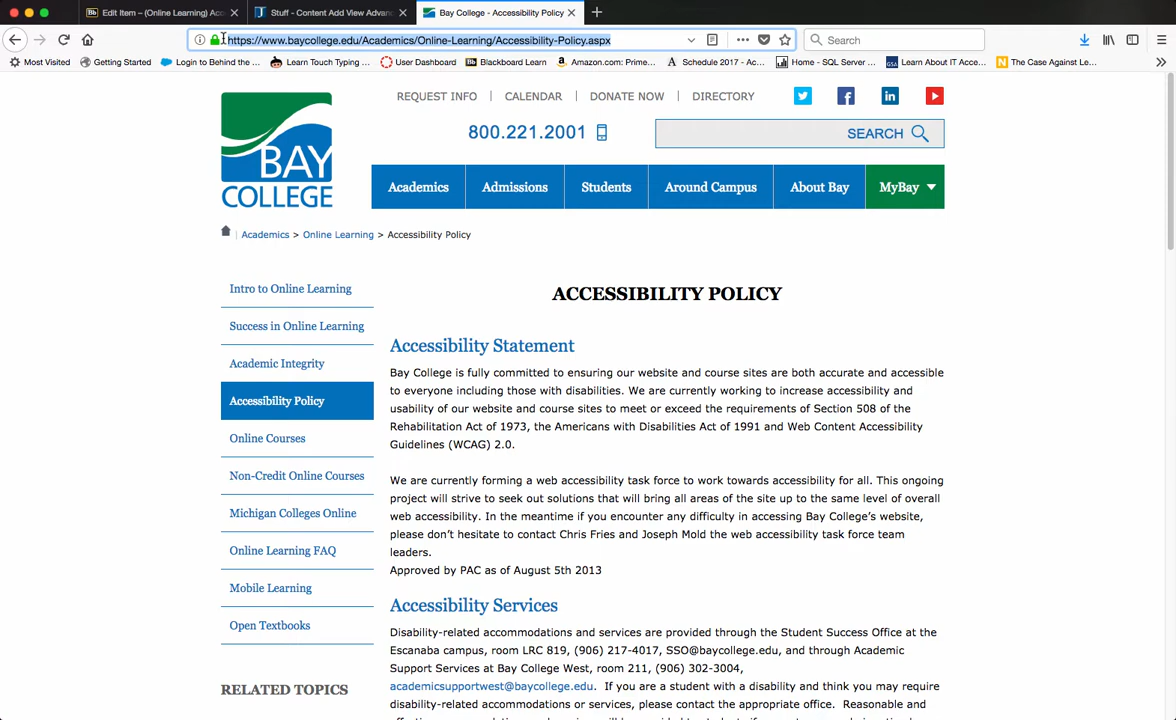 Edit Item – (Online Learning) Acc
Stuff - Content Add View Advan
Bay College - Accessibility Policy
https://www.baycollege.edu/Academics/Online-Learning/Accessibility-Policy.aspx
Search
Most Visited
Getting Started
Login to Behind the ...
Learn Touch Typing ...
User Dashboard
Blackboard Learn
Amazon.com: Prime...
Schedule 2017 - Ac...
Home - SQL Server ...
Learn About IT Acce...
The Case Against Le...
REQUEST INFO | CALENDAR | DONATE NOW | DIRECTORY
800.221.2001
SEARCH
BAY
COLLEGE
Academics
Admissions
Students
Around Campus
About Bay
MyBay
Academics > Online Learning > Accessibility Policy
Intro to Online Learning
Success in Online Learning
Academic Integrity
Accessibility Policy
Online Courses
Non-Credit Online Courses
Michigan Colleges Online
Online Learning FAQ
Mobile Learning
Open Textbooks
RELATED TOPICS
ACCESSIBILITY POLICY
Accessibility Statement
Bay College is fully committed to ensuring our website and course sites are both accurate and accessible
to everyone including those with disabilities. We are currently working to increase accessibility and
usability of our website and course sites to meet or exceed the requirements of Section 508 of the
Rehabilitation Act of 1973, the Americans with Disabilities Act of 1991 and Web Content Accessibility
Guidelines (WCAG) 2.0.
We are currently forming a web accessibility task force to work towards accessibility for all. This ongoing
project will strive to seek out solutions that will bring all areas of the site up to the same level of overall
web accessibility. In the meantime if you encounter any difficulty in accessing Bay College's website,
please don't hesitate to contact Chris Fries and Joseph Mold the web accessibility task force team
leaders.
Approved by PAC as of August 5th 2013
Accessibility Services
Disability-related accommodations and services are provided through the Student Success Office at the
Escanaba campus, room LRC 819, (906) 217-4017, SSO@baycollege.edu, and through Academic
Support Services at Bay College West, room 211, (906) 302-3004,
academicsupportwest@baycollege.edu. If you are a student with a disability and think you may require
disability-related accommodations or services, please contact the appropriate office. Reasonable and